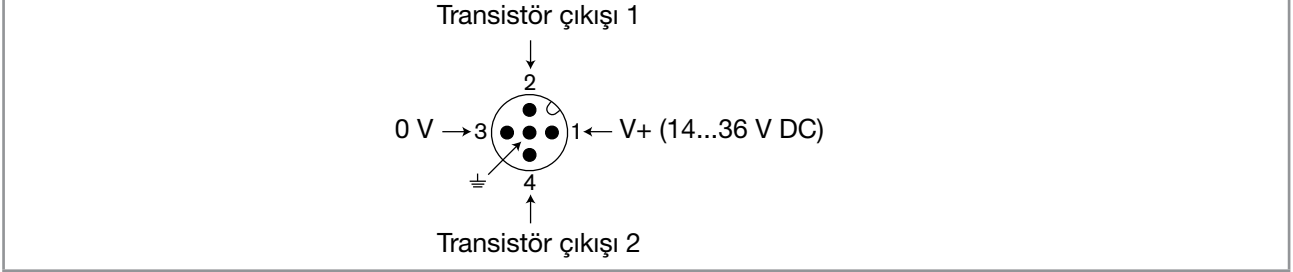 Transistör çıkışı 1
2
0 V 3 1 V+ (14...36 V DC)
4
Transistör çıkışı 2